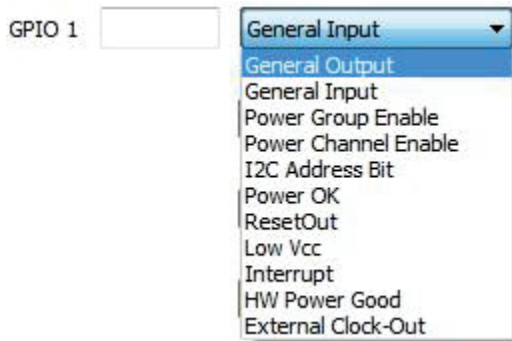 GPIO 1 General Input
General Output
General Input
Power Group Enable
Power Channel Enable
I2C Address Bit
Power OK
ResetOut
Low Vcc
Interrupt
HW Power Good
External Clock-Out